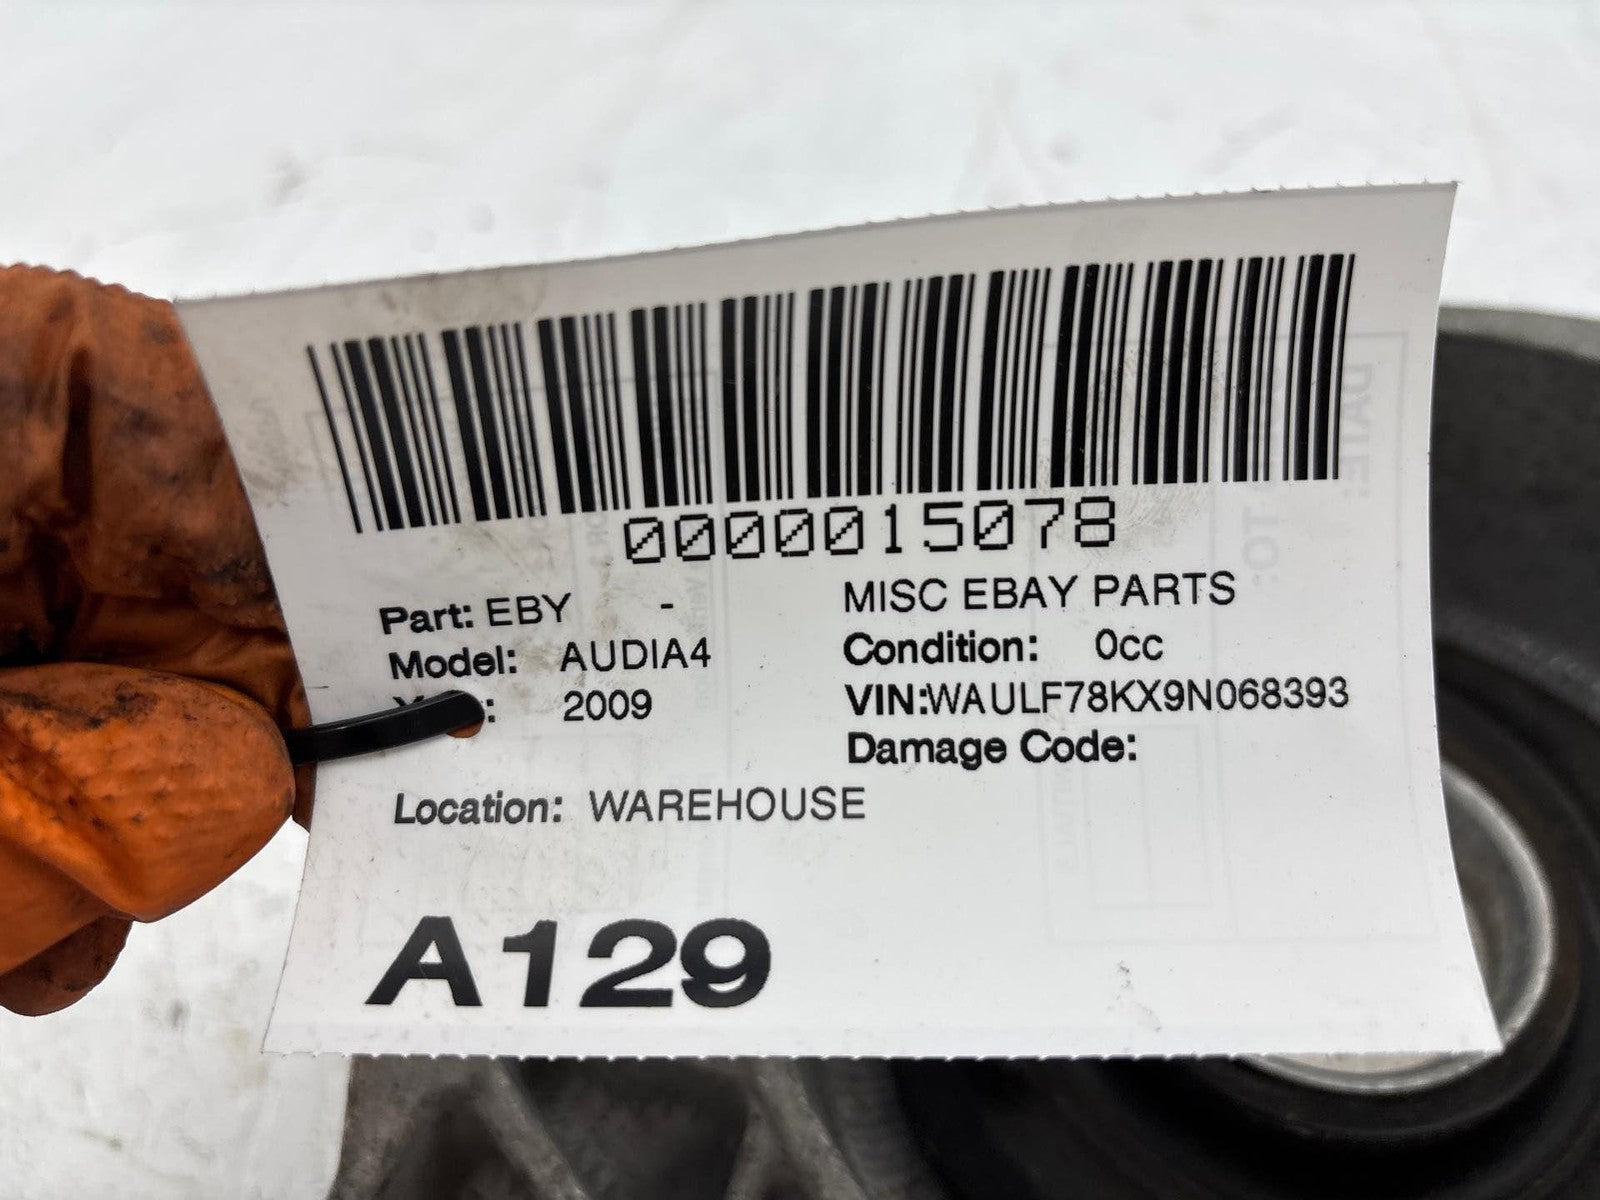 0000015078
Part: EBY - MISC EBAY PARTS
Model: AUDIA4 Condition: 0cc
: 2009 VIN:WAULF78KX9N068393
Damage Code:
Location: WAREHOUSE
A129